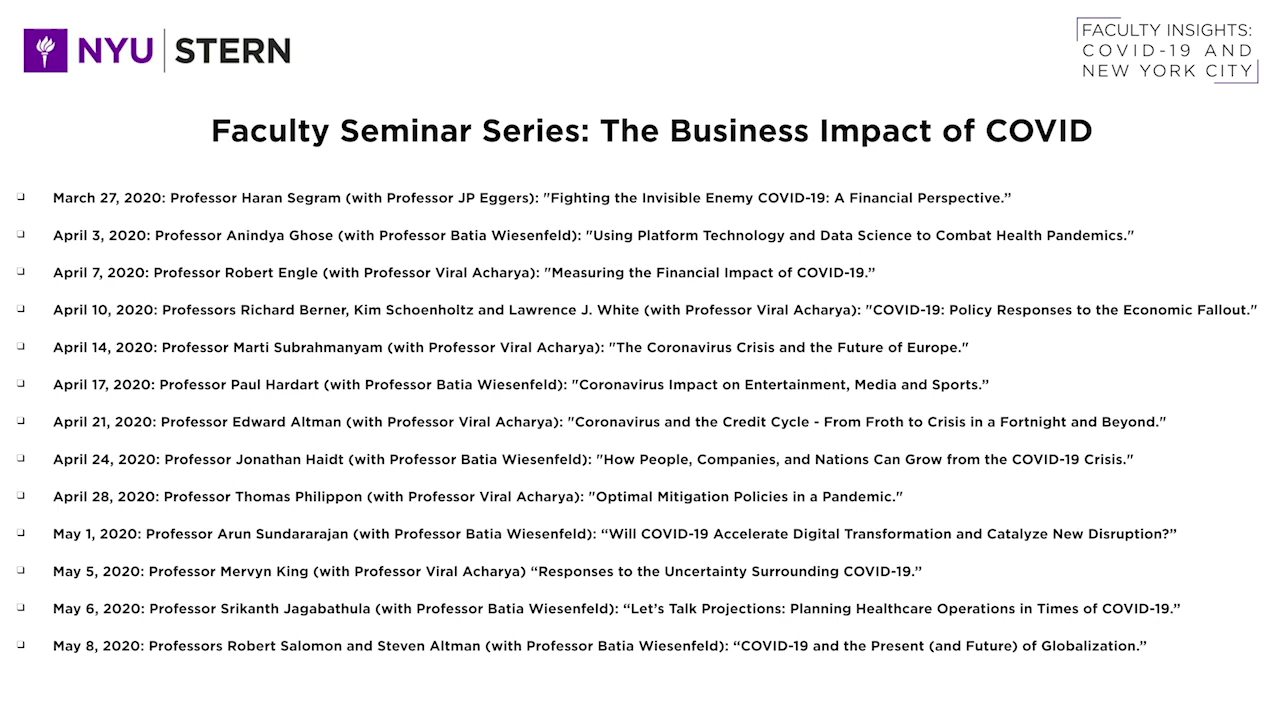 NYU STERN
FACULTY INSIGHTS:
COVID-19 AND
NEW YORK CITY
Faculty Seminar Series: The Business Impact of COVID
❑ March 27, 2020: Professor Haran Segram (with Professor JP Eggers): "Fighting the Invisible Enemy COVID-19: A Financial Perspective.”
❑ April 3, 2020: Professor Anindya Ghose (with Professor Batia Wiesenfeld): "Using Platform Technology and Data Science to Combat Health Pandemics."
❑ April 7, 2020: Professor Robert Engle (with Professor Viral Acharya): "Measuring the Financial Impact of COVID-19.”
❑ April 10, 2020: Professors Richard Berner, Kim Schoenholtz and Lawrence J. White (with Professor Viral Acharya): "COVID-19: Policy Responses to the Economic Fallout."
❑ April 14, 2020: Professor Marti Subrahmanyam (with Professor Viral Acharya): "The Coronavirus Crisis and the Future of Europe."
❑ April 17, 2020: Professor Paul Hardart (with Professor Batia Wiesenfeld): "Coronavirus Impact on Entertainment, Media and Sports.”
❑ April 21, 2020: Professor Edward Altman (with Professor Viral Acharya): "Coronavirus and the Credit Cycle - From Froth to Crisis in a Fortnight and Beyond."
❑ April 24, 2020: Professor Jonathan Haidt (with Professor Batia Wiesenfeld): "How People, Companies, and Nations Can Grow from the COVID-19 Crisis."
❑ April 28, 2020: Professor Thomas Philippon (with Professor Viral Acharya): "Optimal Mitigation Policies in a Pandemic."
❑ May 1, 2020: Professor Arun Sundararajan (with Professor Batia Wiesenfeld): “Will COVID-19 Accelerate Digital Transformation and Catalyze New Disruption?”
❑ May 5, 2020: Professor Mervyn King (with Professor Viral Acharya) “Responses to the Uncertainty Surrounding COVID-19.”
❑ May 6, 2020: Professor Srikanth Jagabathula (with Professor Batia Wiesenfeld): “Let’s Talk Projections: Planning Healthcare Operations in Times of COVID-19.”
❑ May 8, 2020: Professors Robert Salomon and Steven Altman (with Professor Batia Wiesenfeld): “COVID-19 and the Present (and Future) of Globalization.”